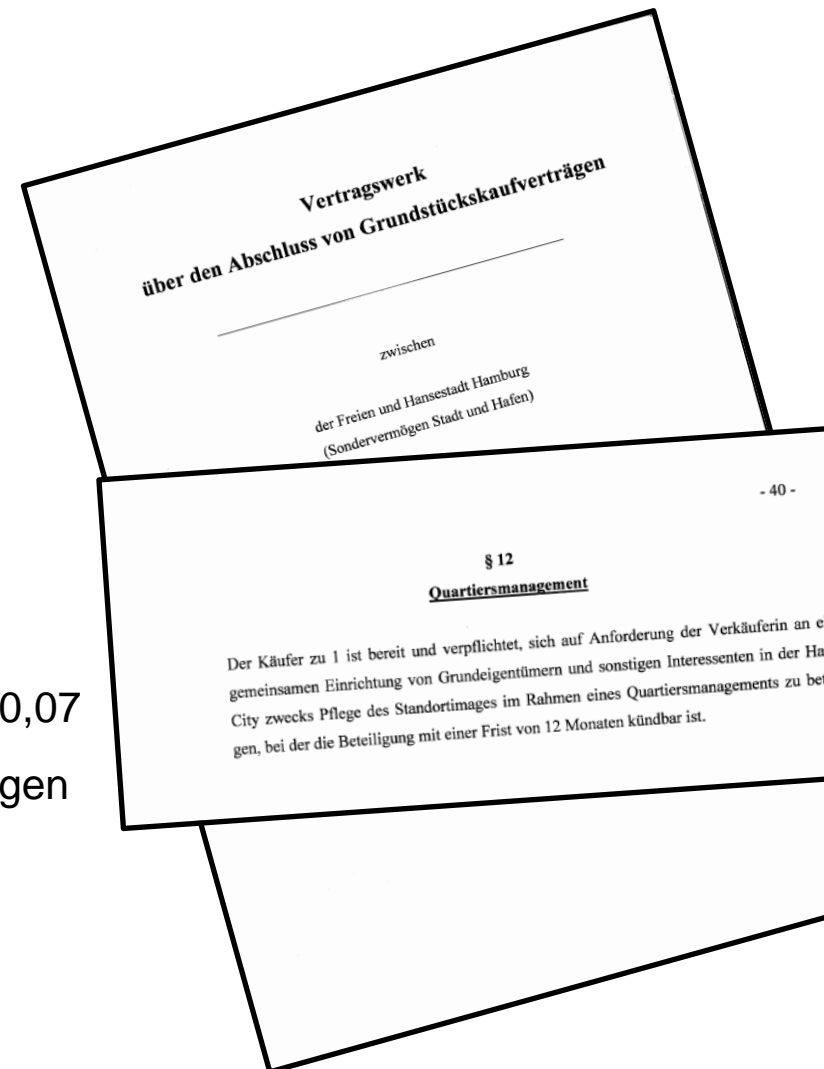 Vertragswerk
über den Abschluss von Grundstückskaufverträgen
zwischen
der Freien und Hansestadt Hamburg
(Sondervermögen Stadt und Hafen)
- 40 -
§ 12
Quartiersmanagement
Der Käufer zu 1 ist bereit und verpflichtet, sich auf Anforderung der Verkäuferin an
gemeinsamen Einrichtung von Grundeigentümern und sonstigen Interessenten in der
City zwecks Pflege des Standortimages im Rahmen eines Quartiersmanagements zu
gen, bei der die Beteiligung mit einer Frist von 12 Monaten kündbar ist.
0,07
gen